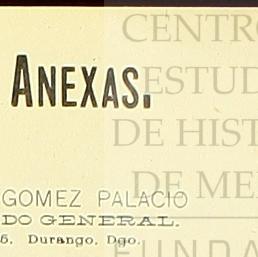 CENTRO
ANEXAS.
ESTUD
DE HIST
GOMEZ PALACIO
DE ME
DO GENERAL.
5, Durango, Dgo.
FUNDA